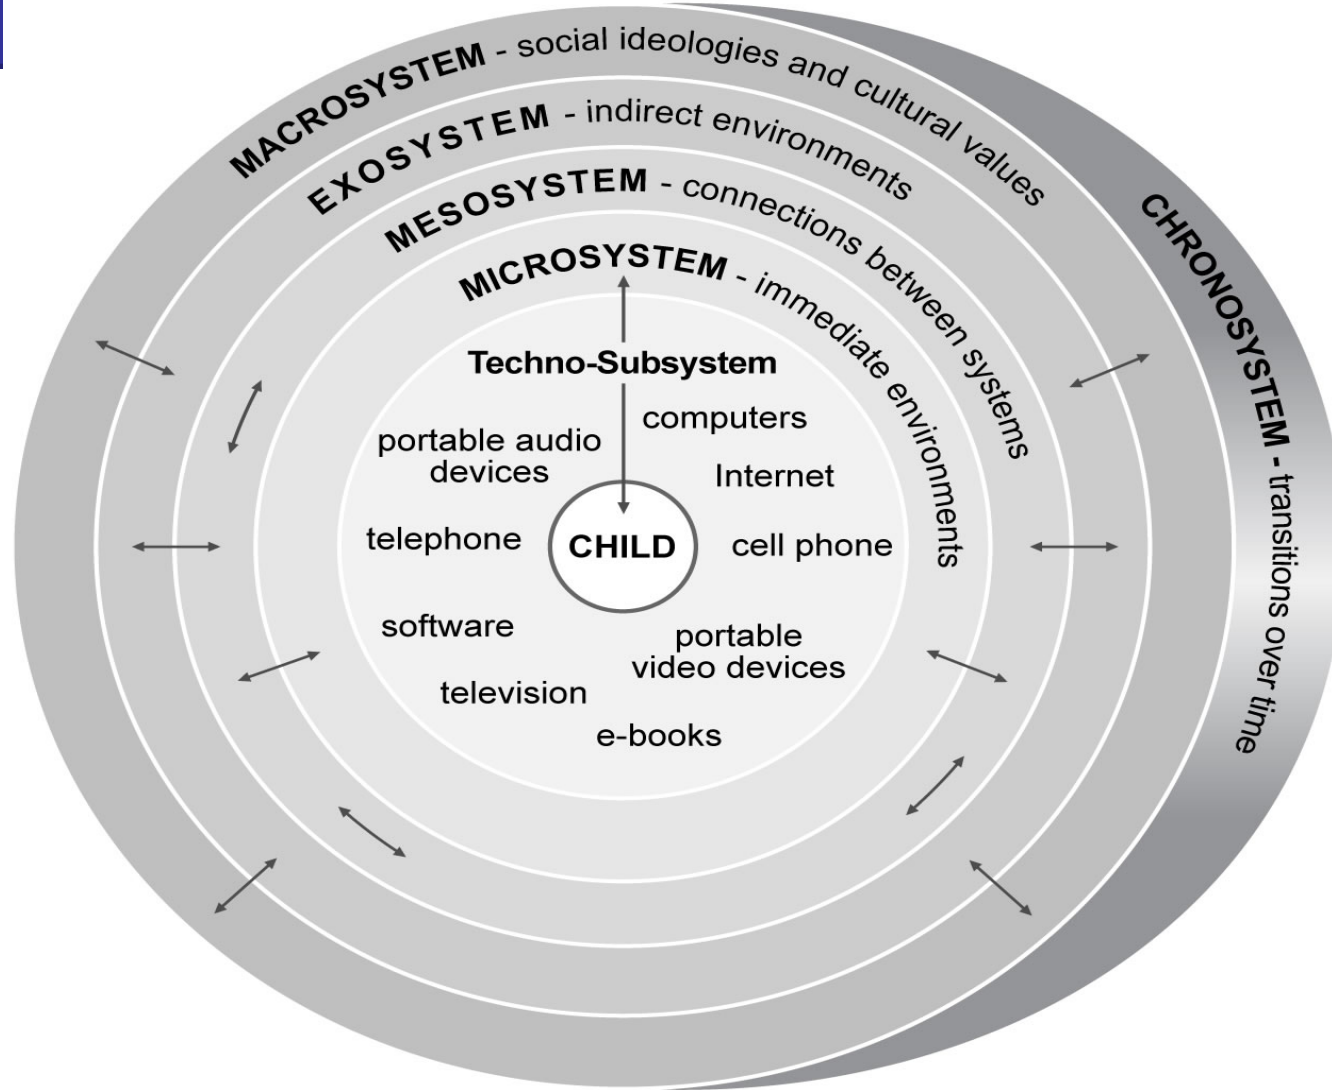 MACROSYSTEM - social ideologies and cultural values
EXOSYSTEM - indirect environments
MESOSYSTEM - connections between systems
MICROSYSTEM - immediate environments
CHRONOSYSTEM - transitions over time
Techno-Subsystem
computers
portable audio
devices
Internet
telephone
CHILD
cell phone
software
portable
video devices
television
e-books